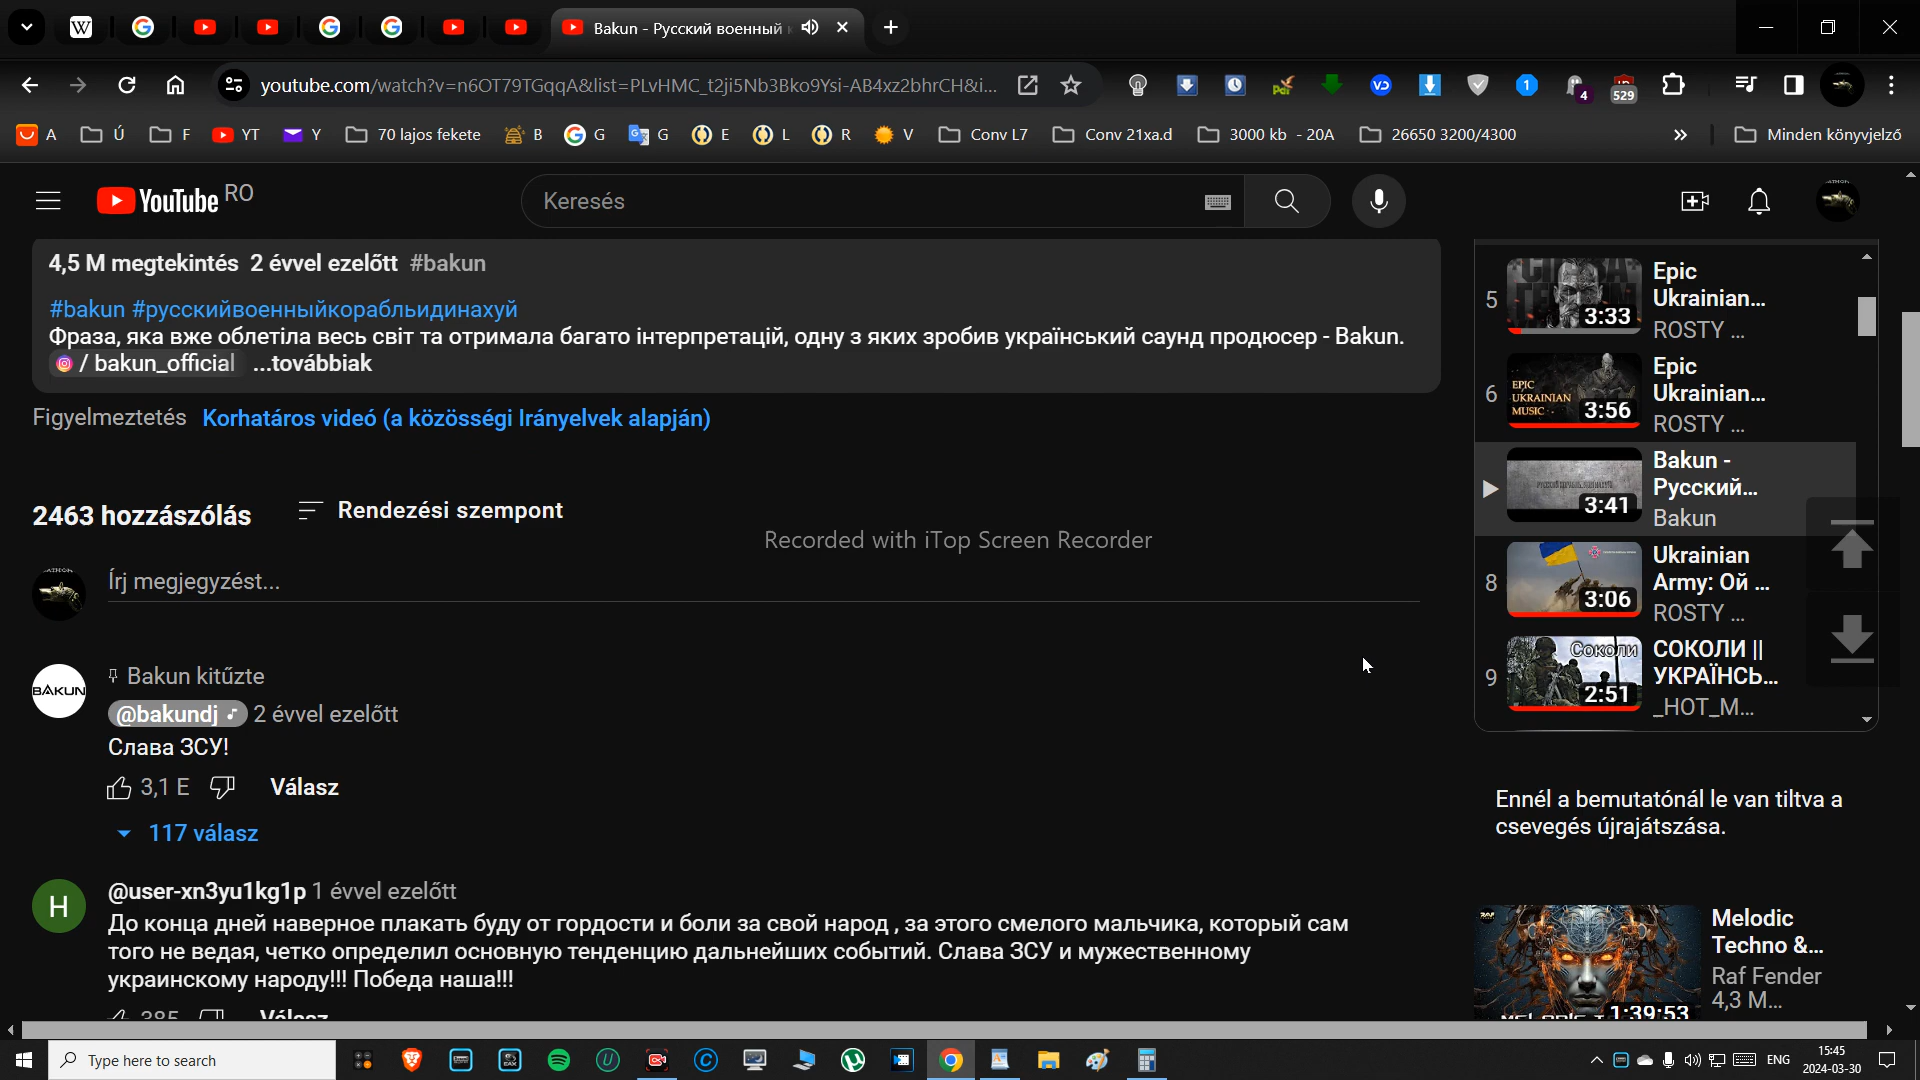 Bakun - Русский военный
youtube.com/watch?v=n6OT79TGqqA&list=PLvHMC_t2ji5Nb3Bko9Ysi-AB4xz2bhrCH&i...
4
529
A
Ú
F
YT
Y
70 lajos fekete
B
G
G
E
L
R
V
Conv L7
Conv 21xa.d
3000 kb - 20A
26650 3200/4300
»
Minden könyvjelző
YouTube RO
Keresés
4,5 M megtekintés 2 évvel ezelőtt #bakun
#bakun #русскийвоенныйкорабльидинахуй
Фраза, яка вже облетіла весь світ та отримала багато інтерпретацій, одну з яких зробив український саунд продюсер - Bakun.
/ bakun_official ...továbbiak
Figyelmeztetés Korhatáros videó (a közösségi Irányelvek alapján)
2463 hozzászólás
Rendezési szempont
Recorded with iTop Screen Recorder
Írj megjegyzést...
BAKUN
Bakun kitűzte
@bakundj 2 évvel ezelőtt
Слава ЗСУ!
3,1 E
Válasz
117 válasz
H
@user-xn3yu1kg1p 1 évvel ezelőtt
До конца дней наверное плакать буду от гордости и боли за свой народ , за этого смелого мальчика, который сам
того не ведая, четко определил основную тенденцию дальнейших событий. Слава ЗСУ и мужественному
украинскому народу!!! Победа наша!!!
385
Válasz
5
3:33
Epic
Ukrainian...
ROSTY ...
6
EPIC
UKRAINIAN
MUSIC
3:56
Epic
Ukrainian...
ROSTY ...
3:41
Bakun -
Русский...
Bakun
8
3:06
Ukrainian
Army: Ой ...
ROSTY ...
9
Соколи
2:51
СОКОЛИ ||
УКРАЇНСЬ...
_HOT_M...
Ennél a bemutatónál le van tiltva a
csevegés újrajátszása.
1:39:53
Melodic
Techno &...
Raf Fender
4,3 M...
Type here to search
ENG
15:45
2024-03-30